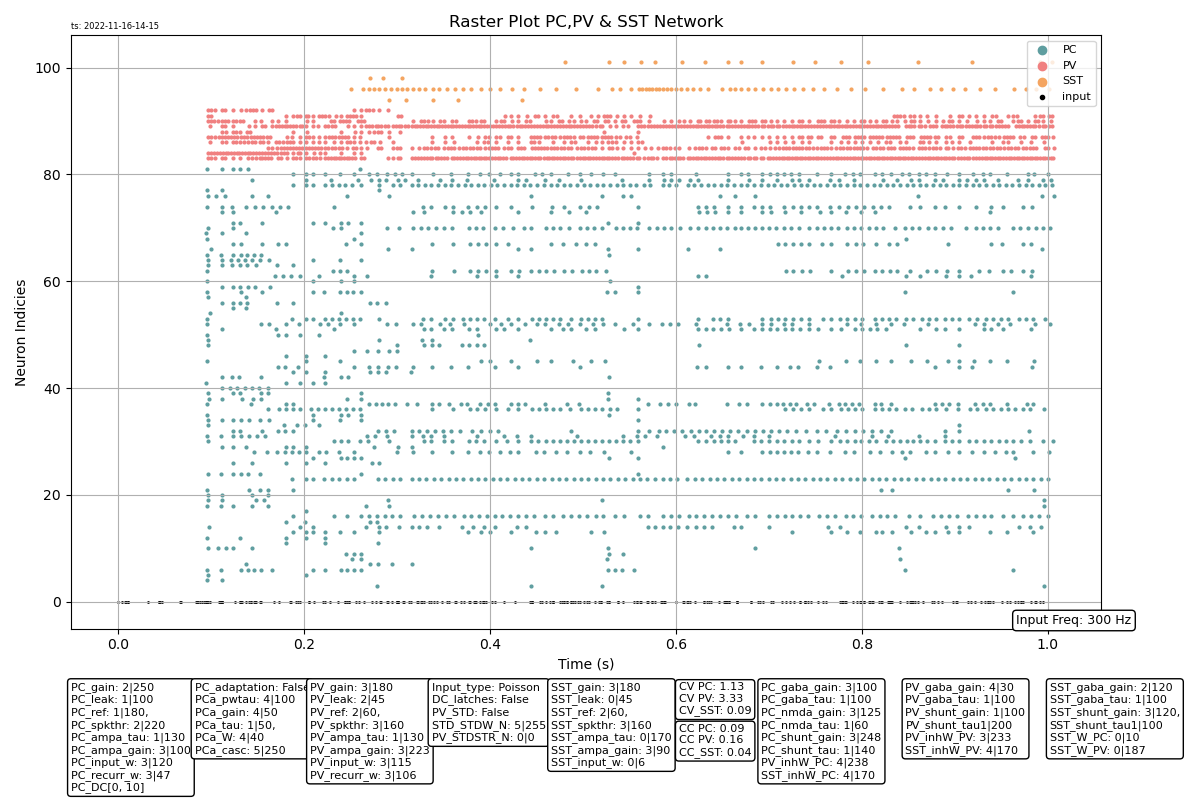 ts: 2022-11-16-14-15
Raster Plot PC,PV & SST Network
PC
PV
SST
input
Neuron Indicies
100
80
60
40
20
0
0.0 0.2 0.4 0.6 0.8 1.0
Input Freq: 300 Hz
Time (s)
PC_gain: 2|250
PC_leak: 1|100
PC_ref: 1|180,
PC_spkthr: 2|220
PC_ampa_tau: 1|130
PC_ampa_gain: 3|100
PC_input_w: 3|120
PC_recurr_w: 3|47
PC_DC[0, 10]
PC_adaptation: False
PCa_pwtau: 4|100
PCa_gain: 4|50
PCa_tau: 1|50,
PCa_W: 4|40
PCa_casc: 5|250
PV_gain: 3|180
PV_leak: 2|45
PV_ref: 2|60,
PV_spkthr: 3|160
PV_ampa_tau: 1|130
PV_ampa_gain: 3|223
PV_input_w: 3|115
PV_recurr_w: 3|106
Input_type: Poisson
DC_latches: False
PV_STD: False
STD_STDW_N: 5|255
PV_STDSTR_N: 0|0
SST_gain: 3|180
SST_leak: 0|45
SST_ref: 2|60,
SST_spkthr: 3|160
SST_ampa_tau: 0|170
SST_ampa_gain: 3|90
SST_input_w: 0|6
CV PC: 1.13
CV PV: 3.33
CV_SST: 0.09
CC PC: 0.09
CC PV: 0.16
CC_SST: 0.04
PC_gaba_gain: 3|100
PC_gaba_tau: 1|100
PC_nmda_gain: 3|125
PC_nmda_tau: 1|60
PC_shunt_gain: 3|248
PC_shunt_tau: 1|140
PV_inhW_PC: 4|238
SST_inhW_PC: 4|170
PV_gaba_gain: 4|30
PV_gaba_tau: 1|100
PV_shunt_gain: 1|100
PV_shunt_tau1|200
PV_inhW_PV: 3|233
SST_inhW_PV: 4|170
SST_gaba_gain: 2|120
SST_gaba_tau: 1|100
SST_shunt_gain: 3|120,
SST_shunt_tau1|100
SST_W_PC: 0|10
SST_W_PV: 0|187